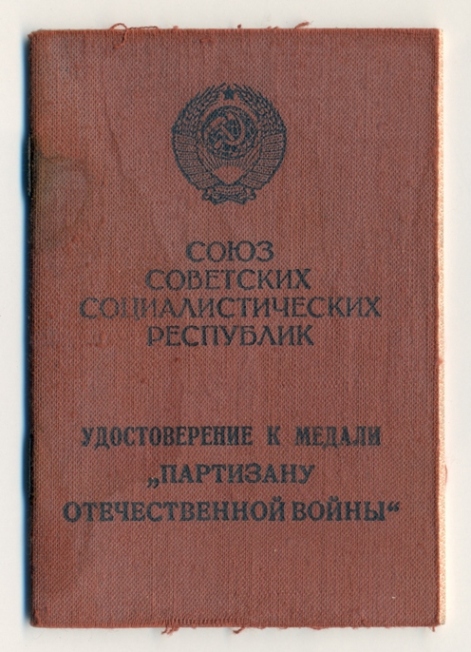 СОЮЗ
СОВЕТСКИХ
СОЦИАЛИСТИЧЕСКИХ
РЕСПУБЛИК
УДОСТОВЕРЕНИЕ К МЕДАЛИ
„ПАРТИЗАНУ
ОТЕЧЕСТВЕННОЙ ВОЙНЫ“